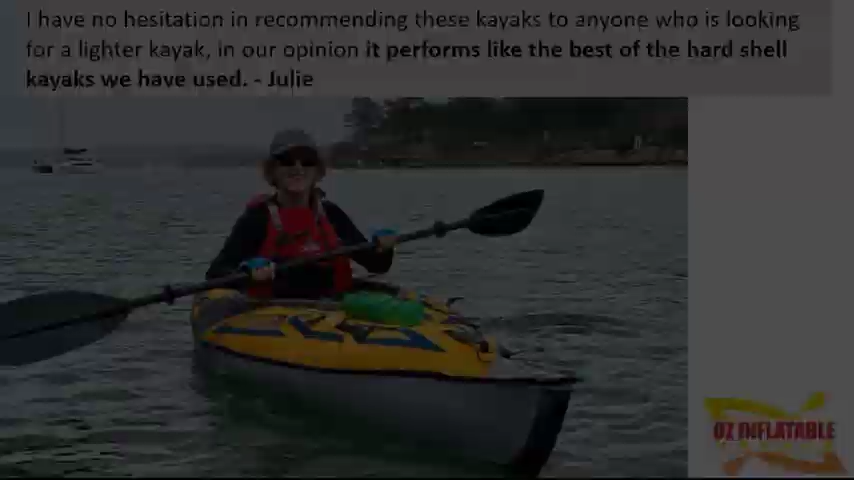 I have no hesitation in recommending these kayaks to anyone who is looking
for a lighter kayak, in our opinion it performs like the best of the hard shell
kayaks we have used. - Julie
OZ INFLATABLE